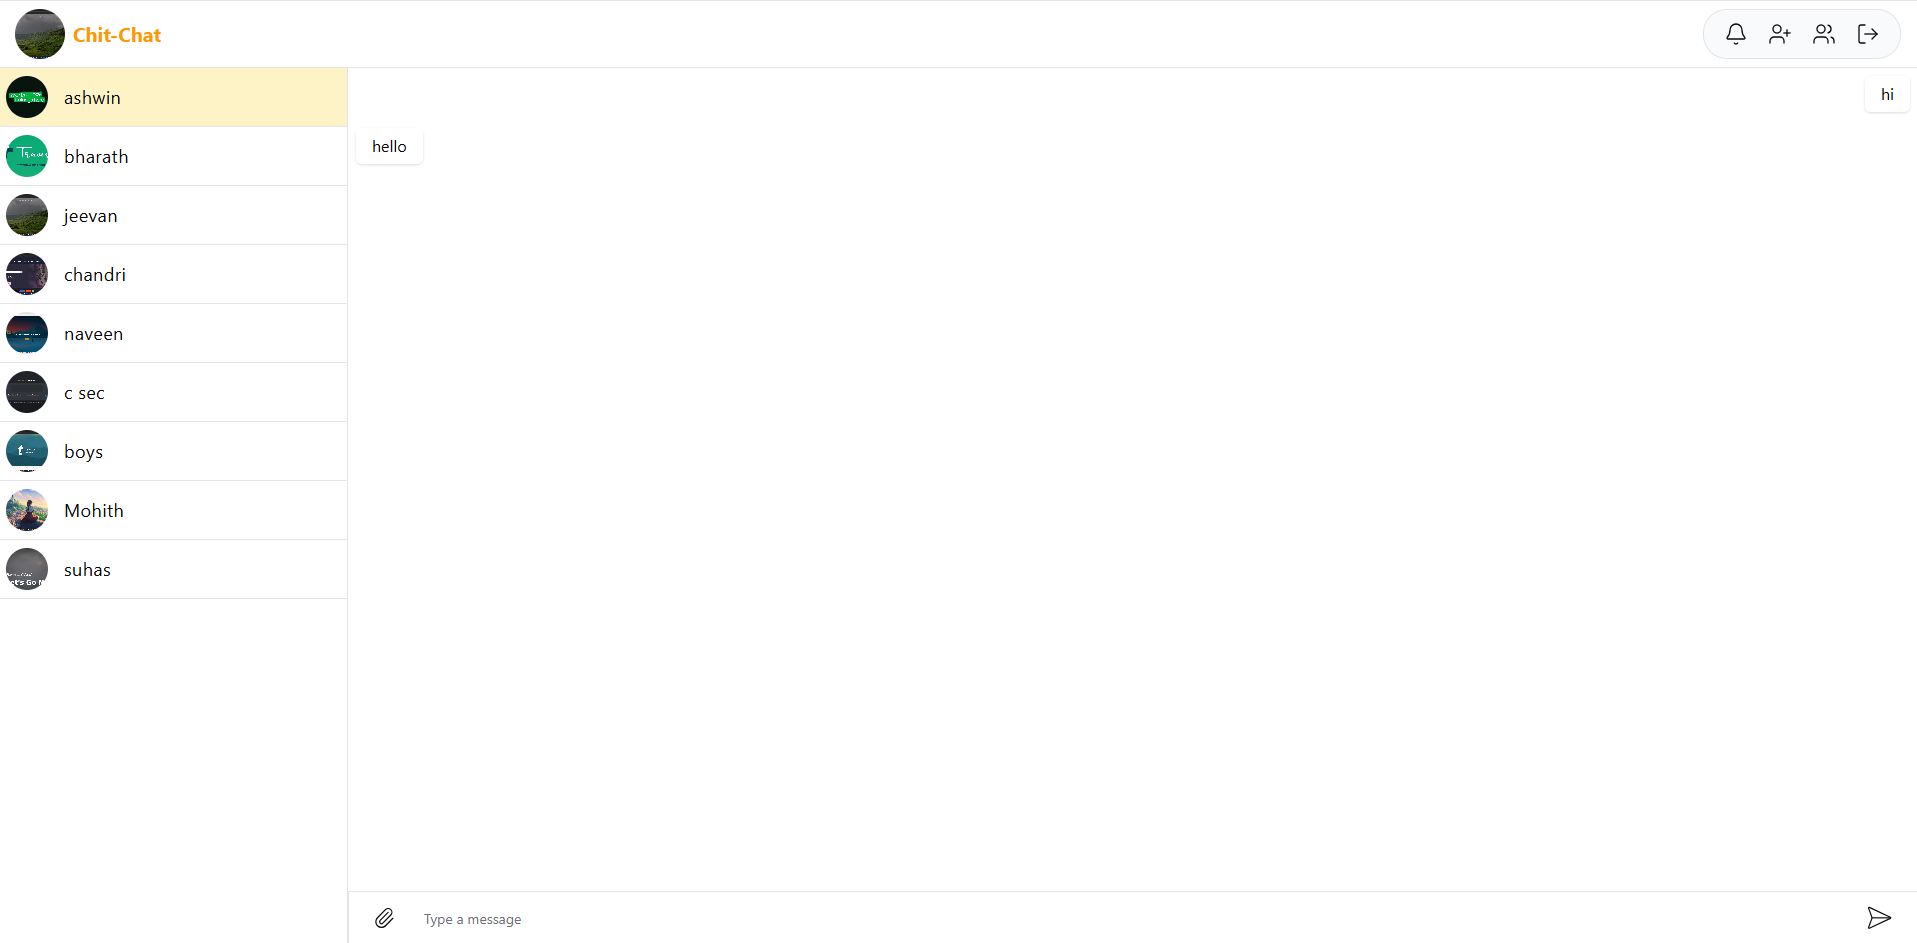 Chit-Chat
ashwin
bharath
jeevan
chandri
naveen
c sec
boys
Mohith
suhas
hi
hello
Type a message